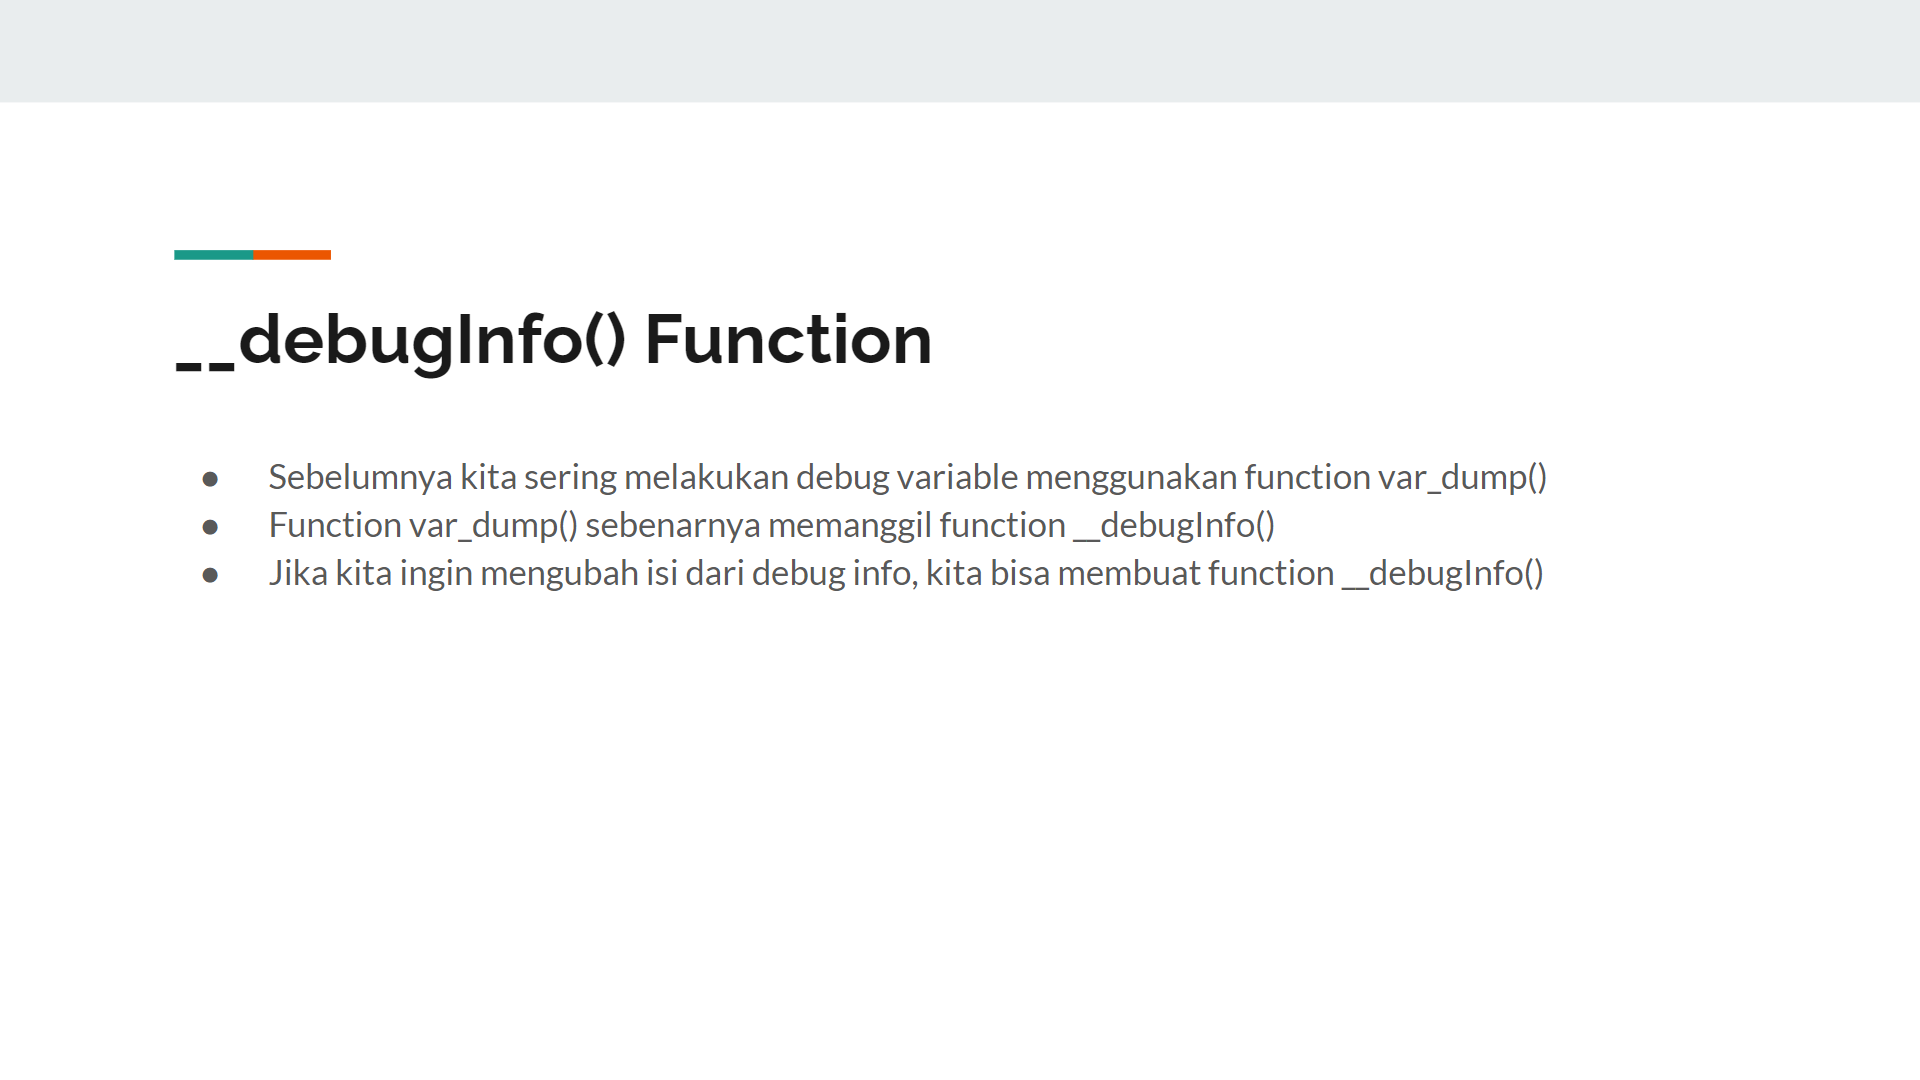 __debugInfo() Function
● Sebelumnya kita sering melakukan debug variable menggunakan function var_dump()
● Function var_dump() sebenarnya memanggil function __debugInfo()
● Jika kita ingin mengubah isi dari debug info, kita bisa membuat function __debugInfo()